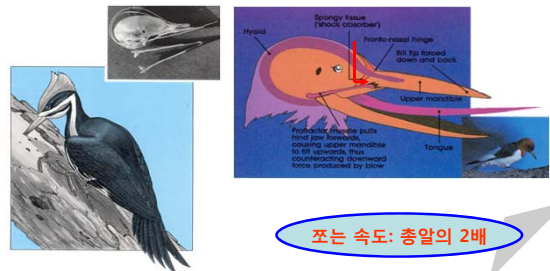 Spongy tissue
('shock absorber')
Hyoid
Fronto-nasal hinge
Bill tip forced
down and back
Upper mandible
Protractor muscle pulls
hind jaw forwards,
causing upper mandible
to tilt upwards, thus
counteracting downward
force produced by blow
Tongue
쪼는 속도: 총알의 2배